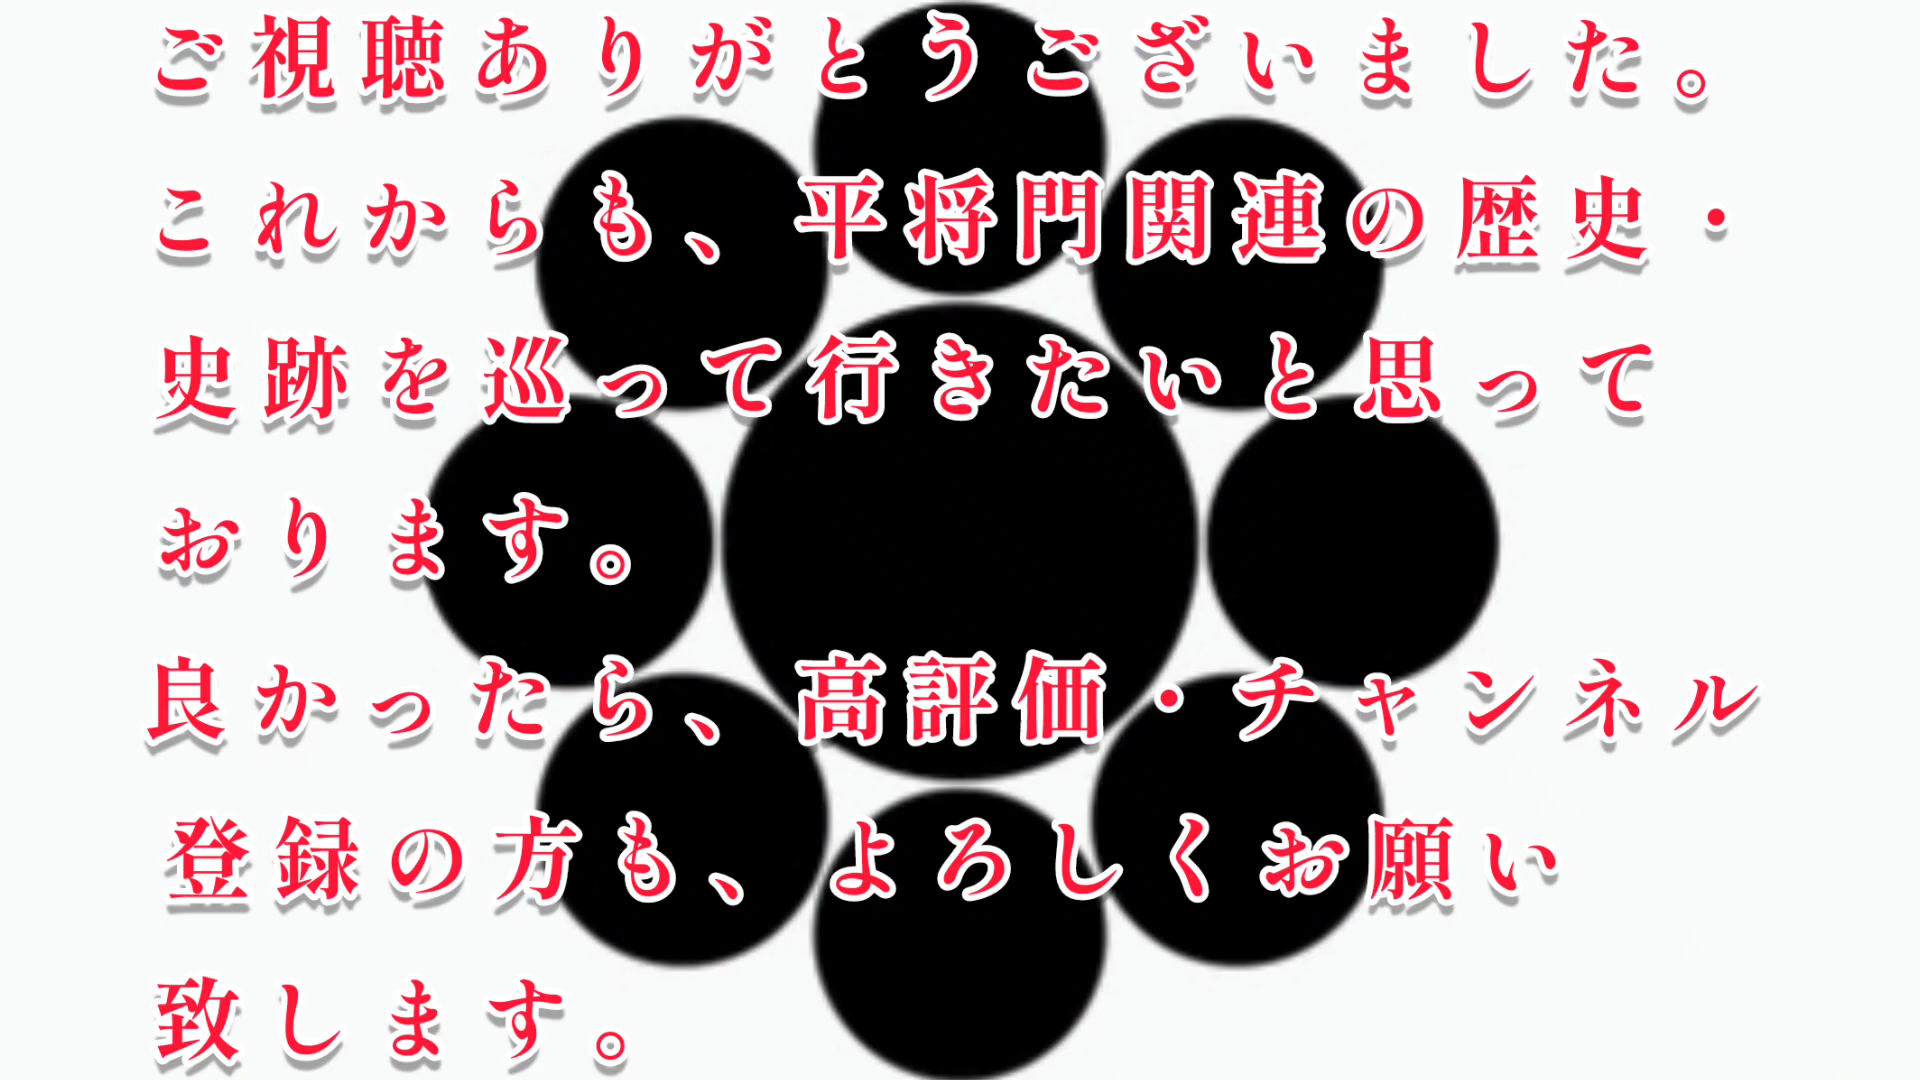 ご視聴ありがとうございました。
これからも、平将門関連の歴史・
史跡を巡って行きたいと思って
おります。
良かったら、高評価・チャンネル
登録の方も、よろしくお願い
致します。